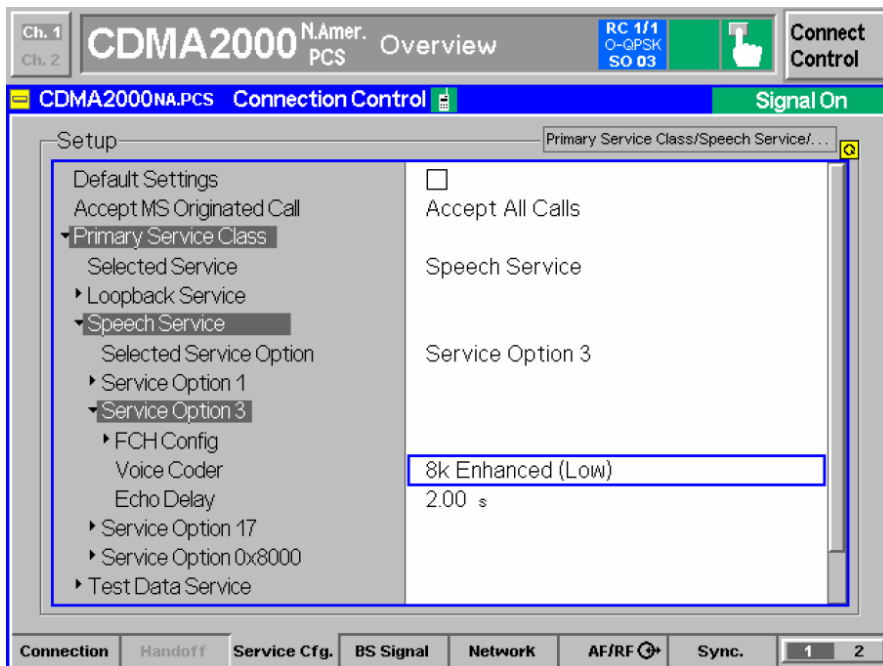 Ch. 1
Ch. 2
CDMA2000 N.Amer. PCS Overview
RC 1/1
O-QPSK
SO 03
Connect
Control
CDMA2000 NA.PCS Connection Control
Signal On
Setup
Primary Service Class/Speech Service/...
Default Settings
Accept MS Originated Call Accept All Calls
Primary Service Class
Selected Service Speech Service
Loopback Service
Speech Service
Selected Service Option Service Option 3
Service Option 1
Service Option 3
FCH Config
Voice Coder 8k Enhanced (Low)
Echo Delay 2.00 s
Service Option 17
Service Option 0x8000
Test Data Service
Connection Handoff Service Cfg. BS Signal Network AF/RF Sync. 1 2